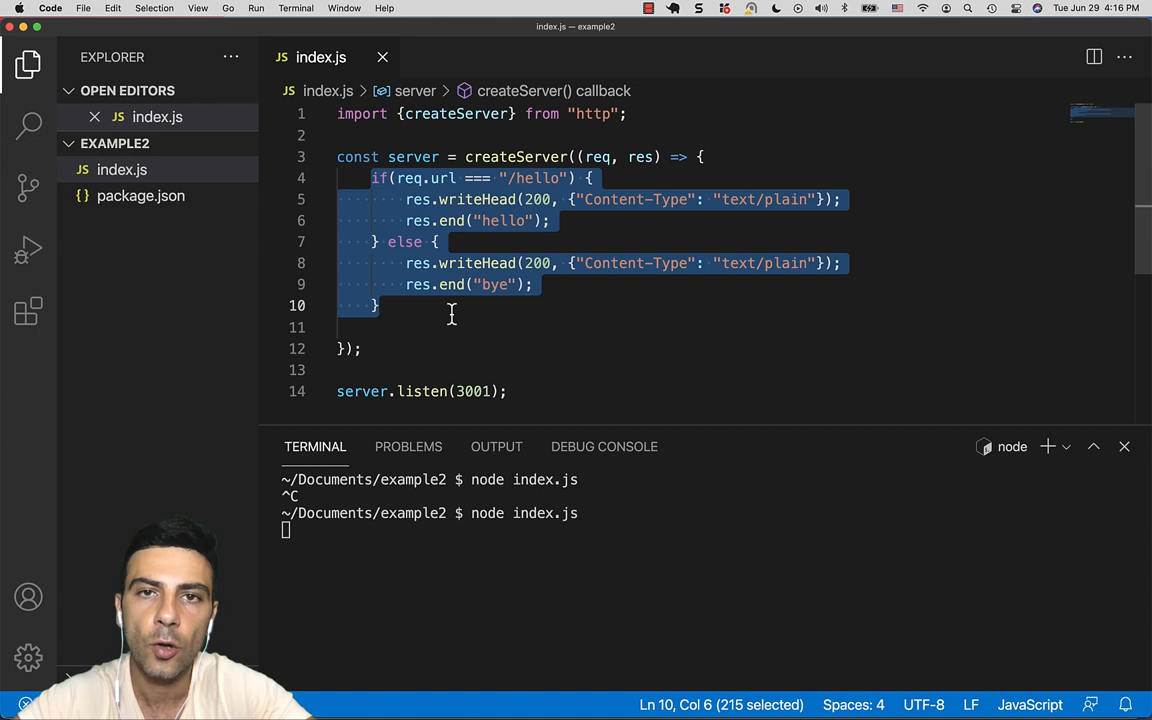 Code File Edit Selection View Go Run Terminal Window Help Tue Jun 29 4:16 PM
index.js — example2
EXPLORER
JS index.js
OPEN EDITORS
JS index.js > server > createServer() callback
JS index.js
EXAMPLE2
JS index.js
{} package.json
1 import {createServer} from "http";
2
3 const server = createServer((req, res) => {
4 if(req.url === "/hello") {
5 res.writeHead(200, {"Content-Type": "text/plain"});
6 res.end("hello");
7 } else {
8 res.writeHead(200, {"Content-Type": "text/plain"});
9 res.end("bye");
10 }
11
12 });
13
14 server.listen(3001);
TERMINAL PROBLEMS OUTPUT DEBUG CONSOLE node
~/Documents/example2 $ node index.js
^C
~/Documents/example2 $ node index.js
Ln 10, Col 6 (215 selected) Spaces: 4 UTF-8 LF JavaScript